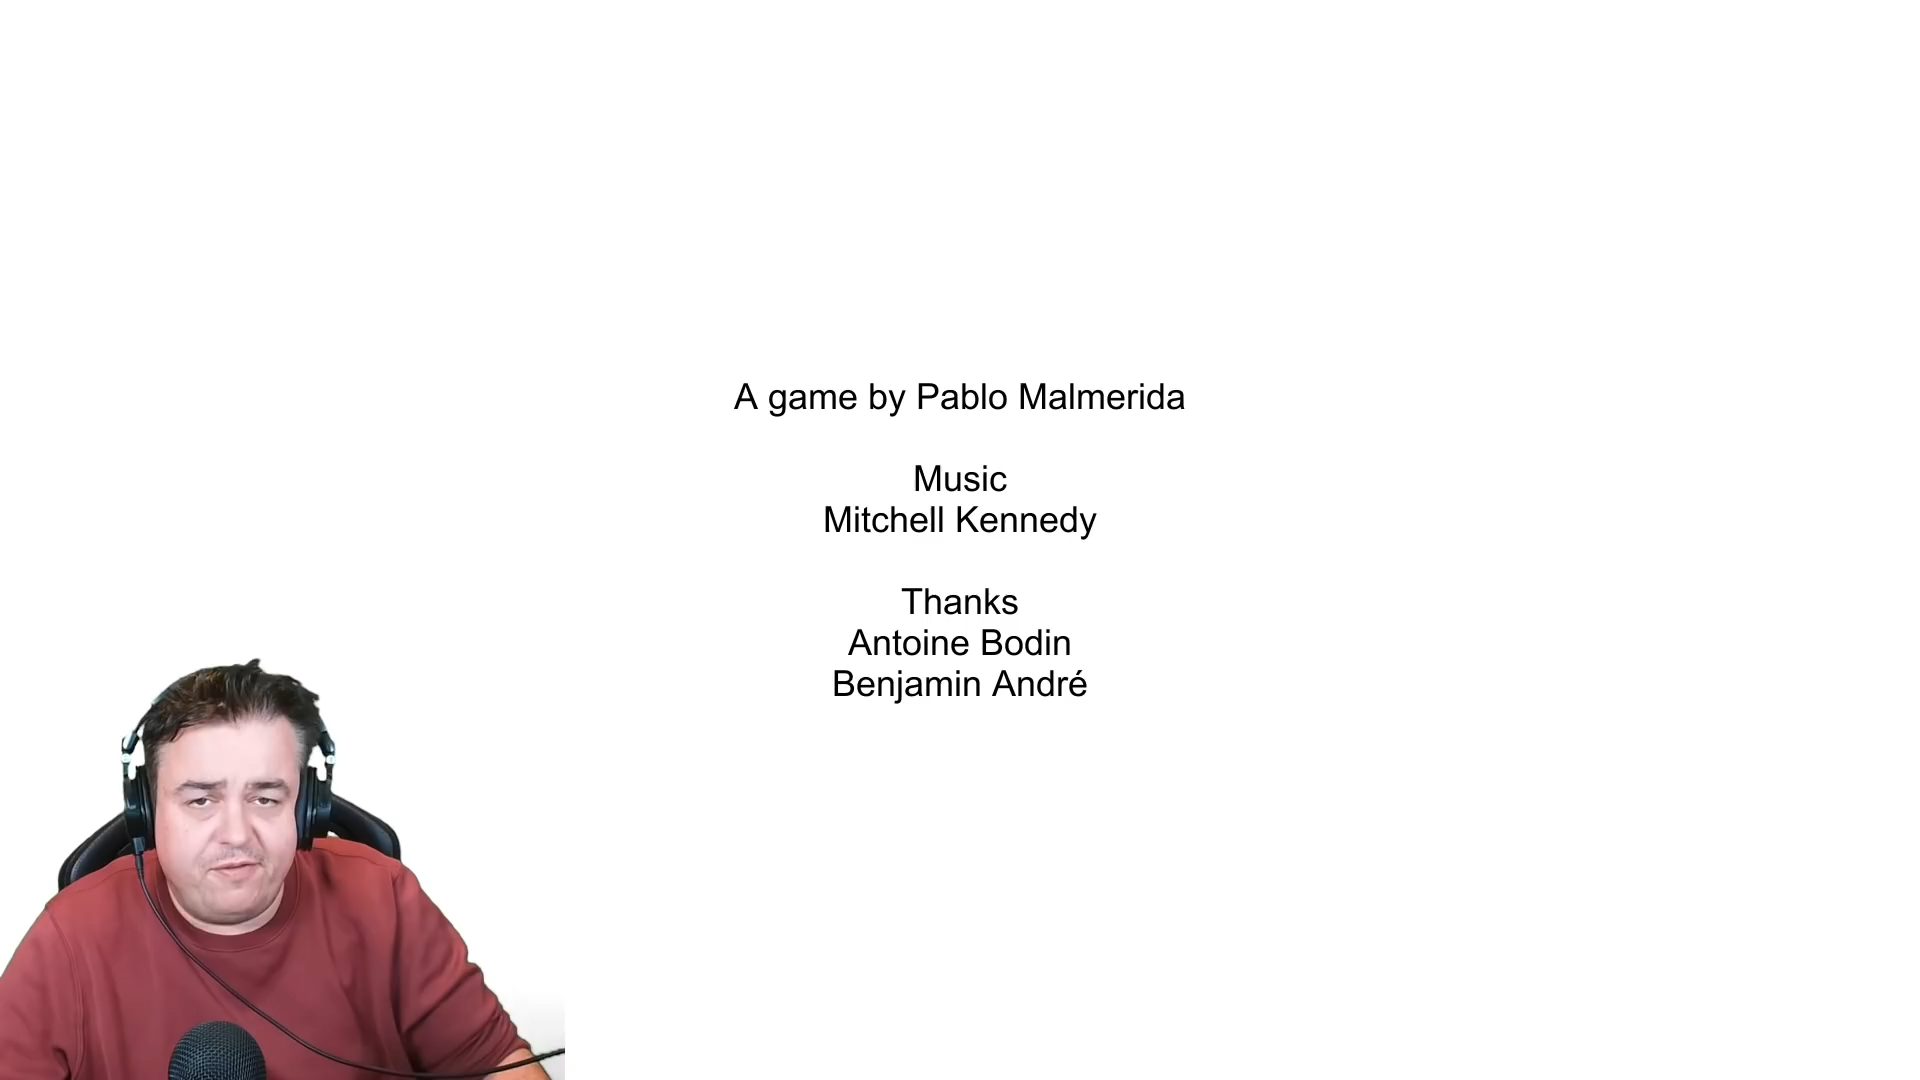 A game by Pablo Malmerida
Music
Mitchell Kennedy
Thanks
Antoine Bodin
Benjamin André